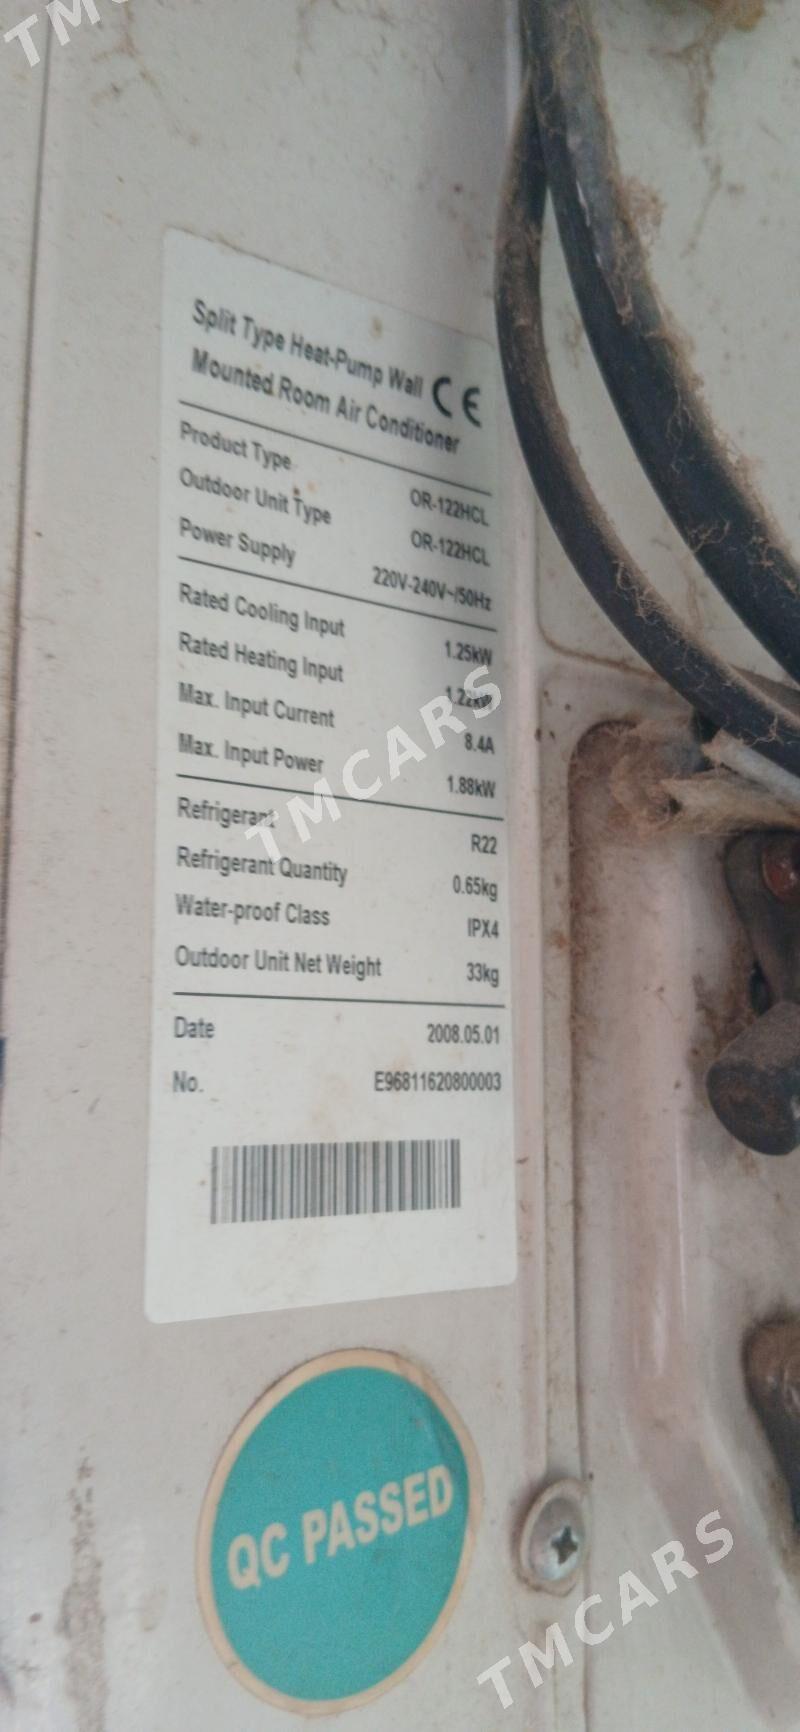 TMCARS
Split Type Heat-Pump Wall
Mounted Room Air Conditioner
CE
Product Type OR-122HCL
Outdoor Unit Type OR-122HCL
Power Supply 220V-240V~/50Hz
Rated Cooling Input 1.25kW
Rated Heating Input 1.22kW
Max. Input Current 8.4A
Max. Input Power 1.88kW
Refrigerant R22
Refrigerant Quantity 0.65kg
Water-proof Class IPX4
Outdoor Unit Net Weight 33kg
Date 2008.05.01
No. E96811620800003
TMCARS
QC PASSED
TMCARS